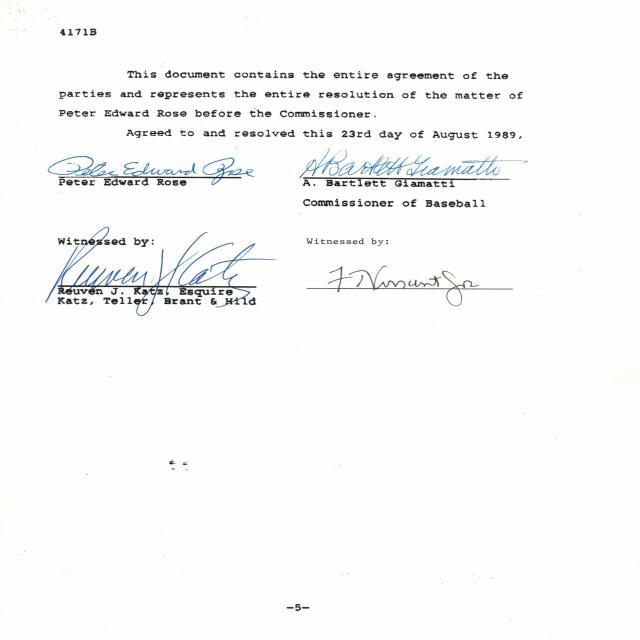 4171B
This document contains the entire agreement of the
parties and represents the entire resolution of the matter of
Peter Edward Rose before the Commissioner.
Agreed to and resolved this 23rd day of August 1989,
Peter Edward Rose
A Bartlett Giamatti
Peter Edward Rose
A. Bartlett Giamatti
Commissioner of Baseball
Witnessed by:
Witnessed by:
Reuven J Katz
F Vincent Jr
Reuven J. Katz, Esquire
Katz, Teller, Brant & Hild
-5-